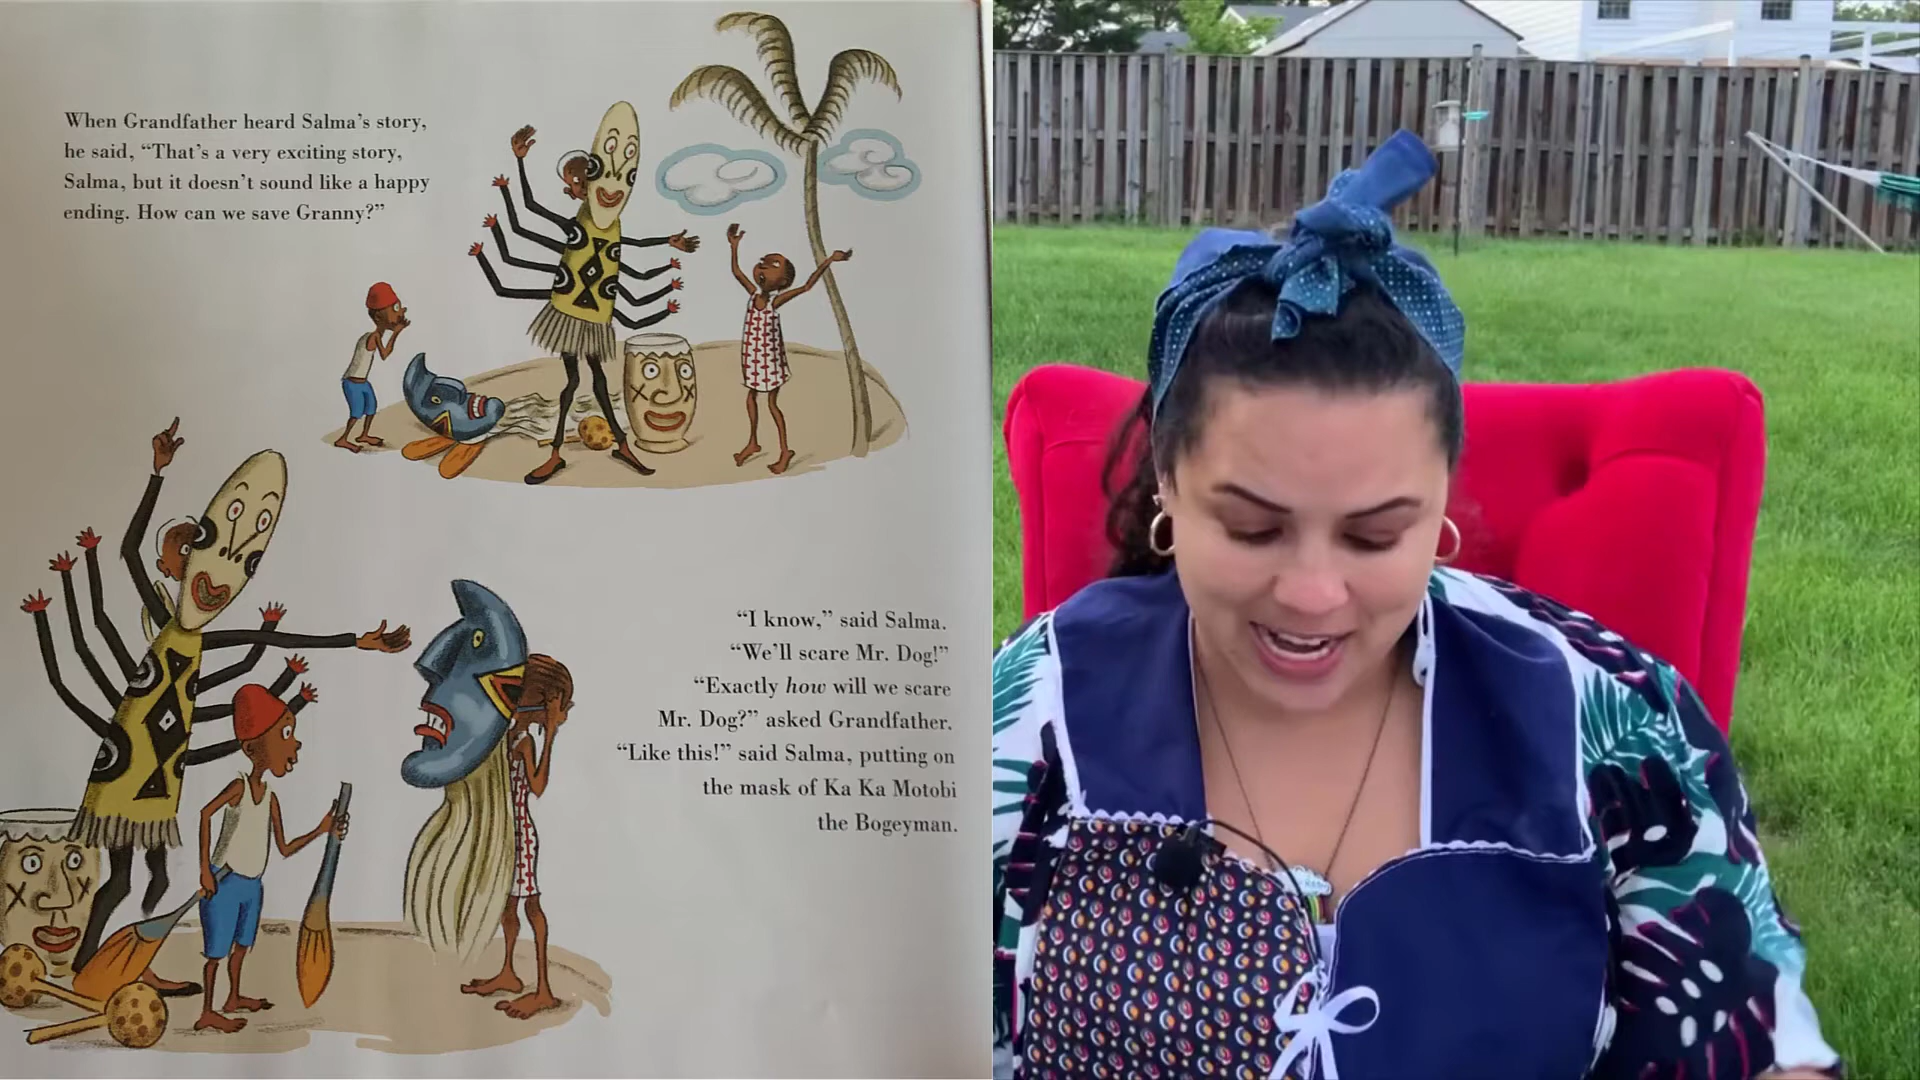 When Grandfather heard Salma's story,
he said, “That's a very exciting story,
Salma, but it doesn't sound like a happy
ending. How can we save Granny?”
“I know,” said Salma.
“We'll scare Mr. Dog!”
“Exactly how will we scare
Mr. Dog?” asked Grandfather.
“Like this!” said Salma, putting on
the mask of Ka Ka Motobi
the Bogeyman.